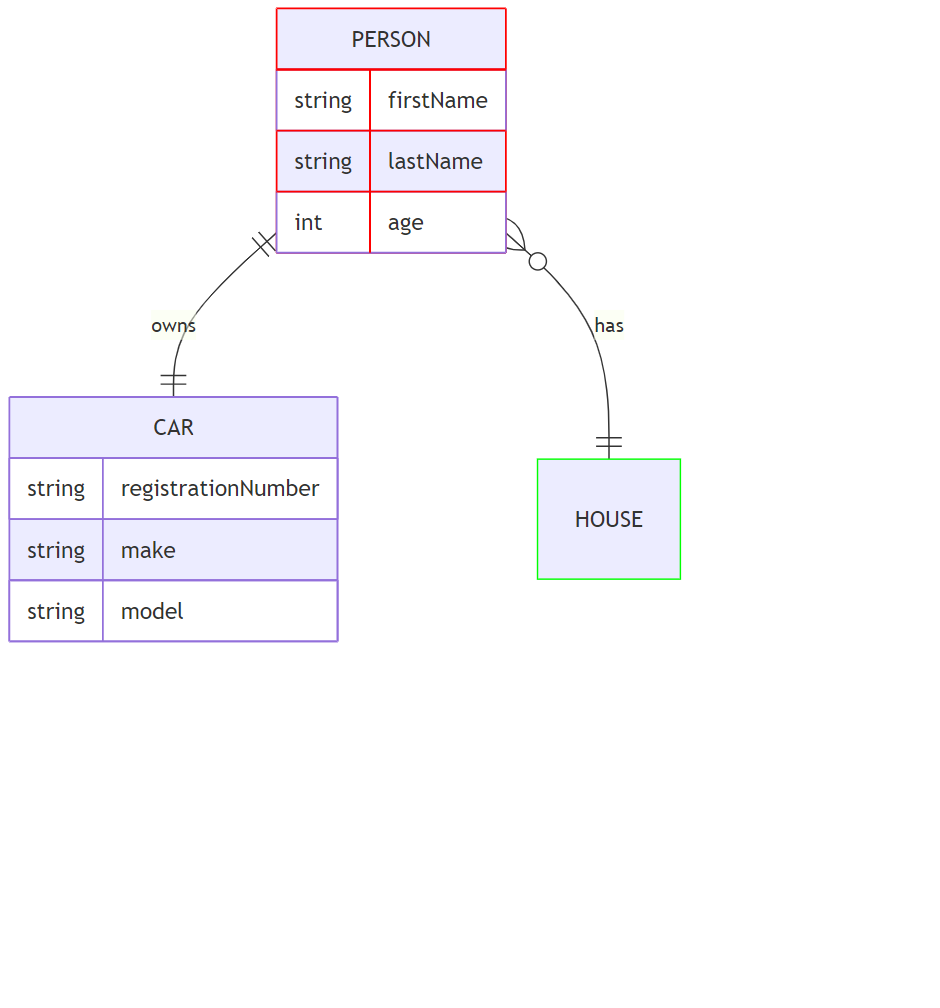 PERSON
string firstName
string lastName
int age
owns
has
CAR
string registrationNumber
string make
string model
HOUSE